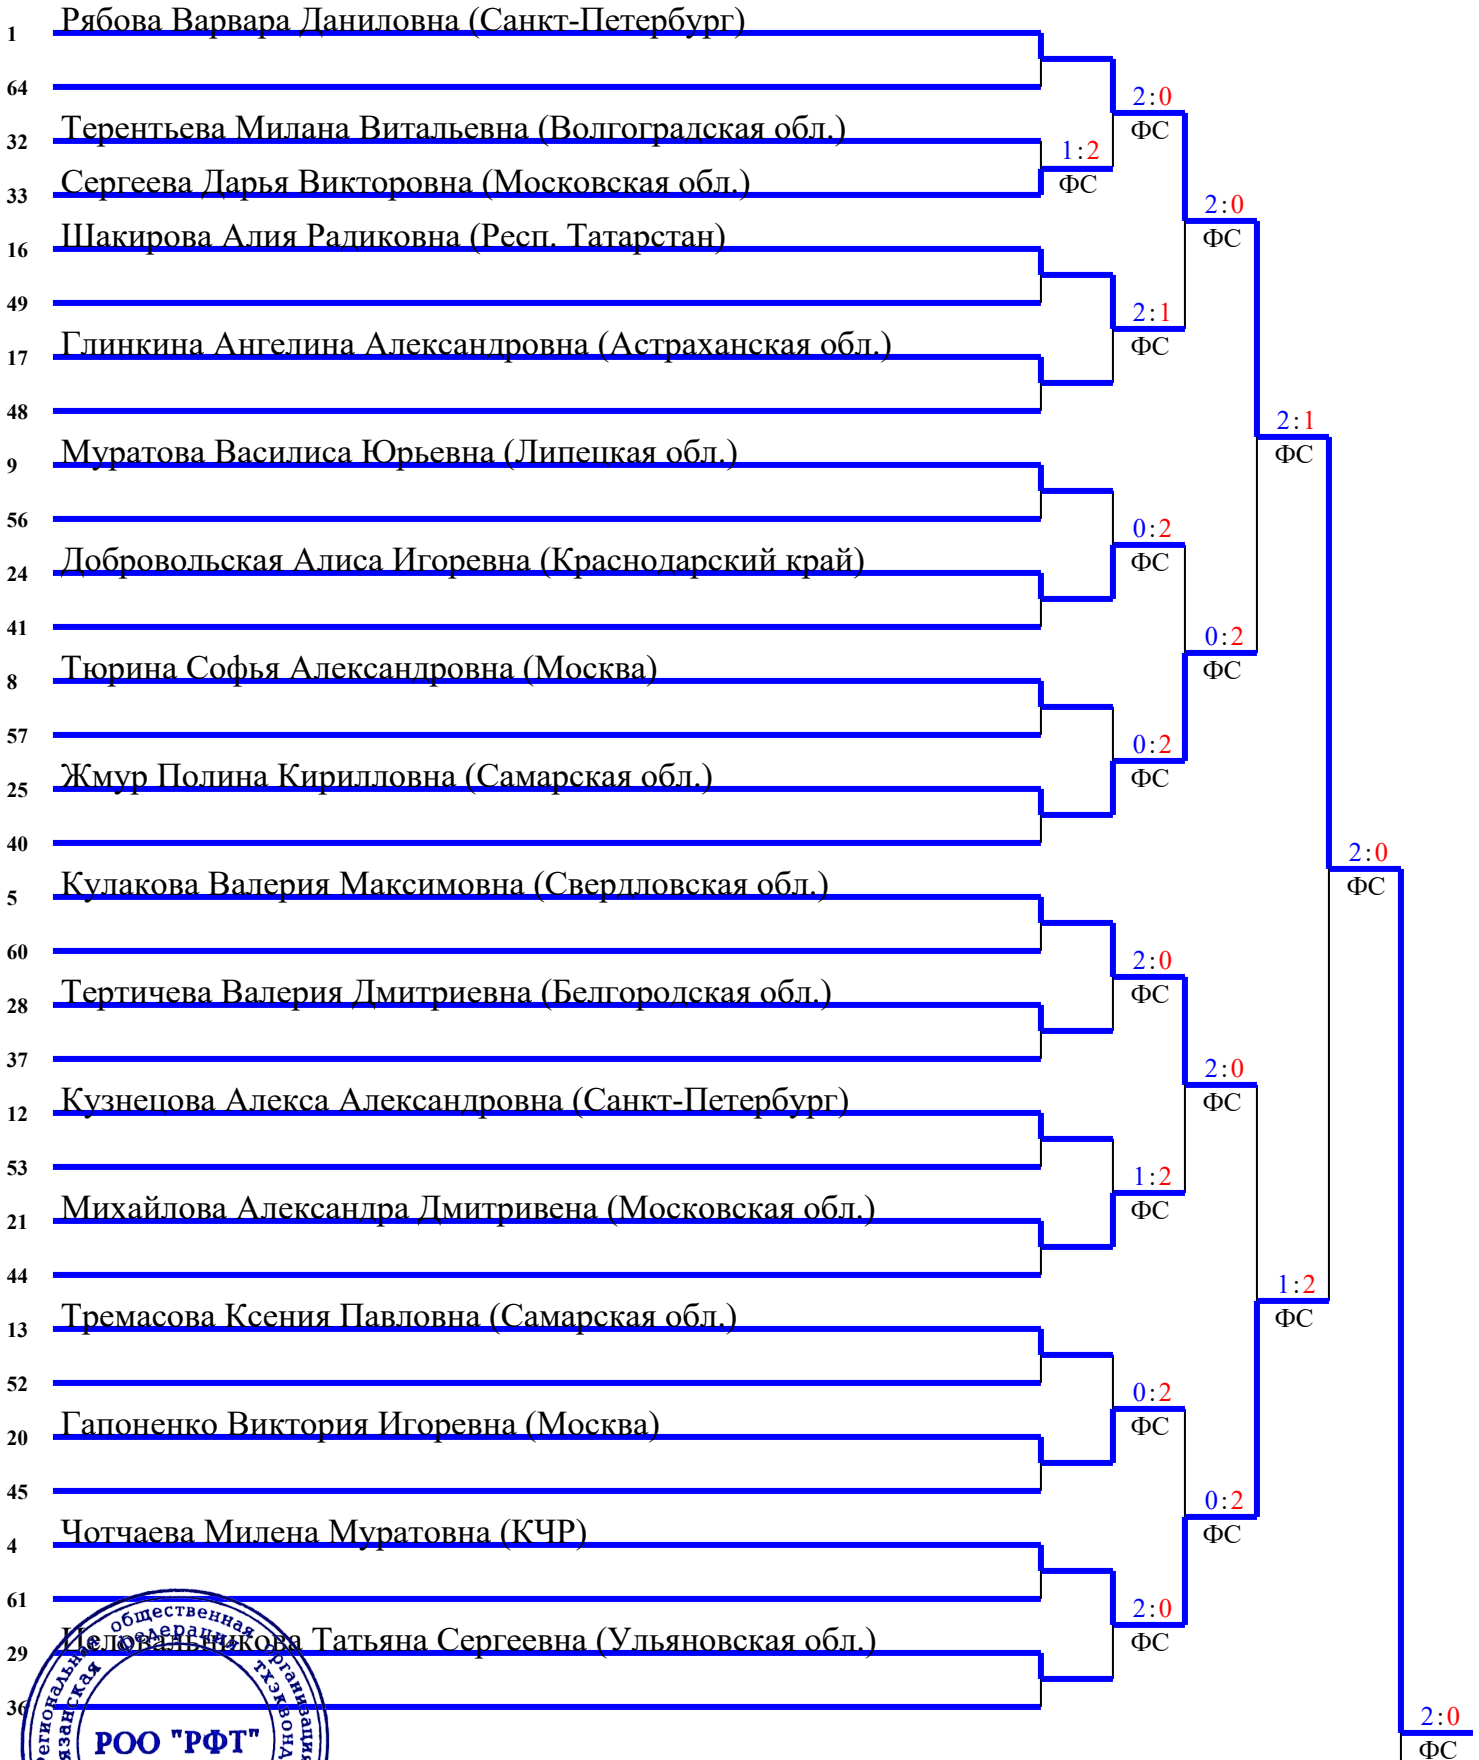 1 Рябова Варвара Даниловна (Санкт-Петербург)
64
2:0
32 Терентьева Милана Витальевна (Волгоградская обл.)
ФС
1:2
33 Сергеева Дарья Викторовна (Московская обл.)
ФС
2:0
16 Шакирова Алия Радиковна (Респ. Татарстан)
ФС
49
2:1
17 Глинкина Ангелина Александровна (Астраханская обл.)
ФС
48
2:1
9 Муратова Василиса Юрьевна (Липецкая обл.)
ФС
56
0:2
24 Добровольская Алиса Игоревна (Краснодарский край)
ФС
41
0:2
8 Тюрина Софья Александровна (Москва)
ФС
57
0:2
25 Жмур Полина Кирилловна (Самарская обл.)
ФС
40
2:0
5 Кулакова Валерия Максимовна (Свердловская обл.)
ФС
60
2:0
28 Тертичева Валерия Дмитриевна (Белгородская обл.)
ФС
37
2:0
12 Кузнецова Алекса Александровна (Санкт-Петербург)
ФС
53
1:2
21 Михайлова Александра Дмитривена (Московская обл.)
ФС
44
1:2
13 Тремасова Ксения Павловна (Самарская обл.)
ФС
52
0:2
20 Гапоненко Виктория Игоревна (Москва)
ФС
45
0:2
4 Чотчаева Милена Муратовна (КЧР)
ФС
61
2:0
29 Целовальникова Татьяна Сергеевна (Ульяновская обл.)
ФС
36
общественная организация
федерация
РОО "РФТ"
2:0
ФС